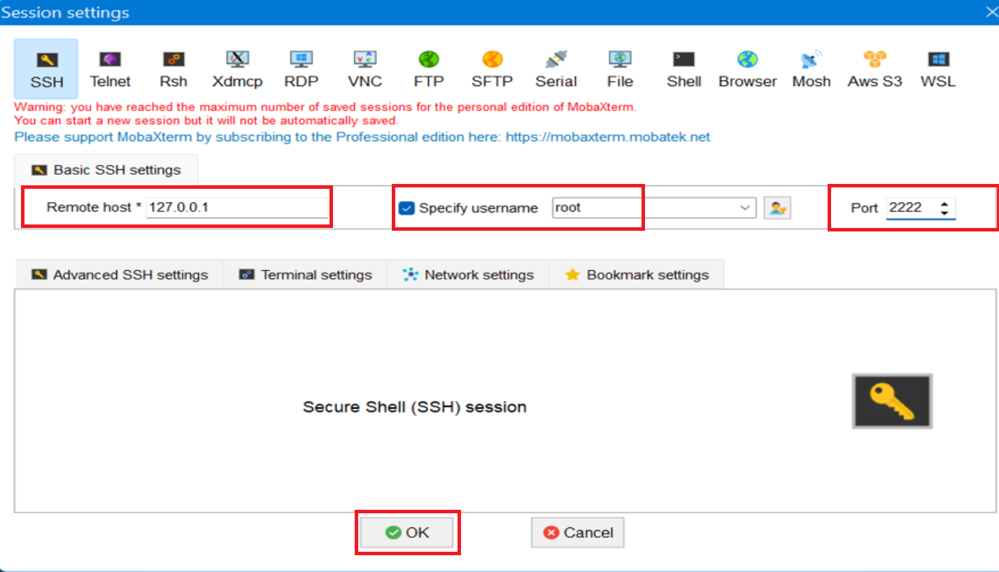 Session settings
SSH Telnet Rsh Xdmcp RDP VNC FTP SFTP Serial File Shell Browser Mosh Aws S3 WSL
Warning: you have reached the maximum number of saved sessions for the personal edition of MobaXterm.
You can start a new session but it will not be automatically saved.
Please support MobaXterm by subscribing to the Professional edition here: https://mobaxterm.mobatek.net
Basic SSH settings
Remote host * 127.0.0.1 Specify username root Port 2222
Advanced SSH settings Terminal settings Network settings Bookmark settings
Secure Shell (SSH) session
OK Cancel